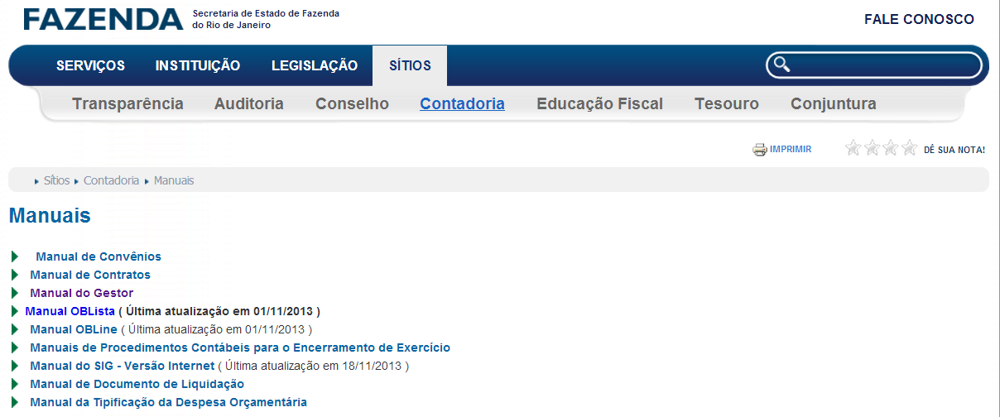 FAZENDA
Secretaria de Estado de Fazenda
do Rio de Janeiro
FALE CONOSCO
SERVIÇOS INSTITUIÇÃO LEGISLAÇÃO SÍTIOS
Transparência Auditoria Conselho Contadoria Educação Fiscal Tesouro Conjuntura
IMPRIMIR DÊ SUA NOTA!
Sítios Contadoria Manuais
Manuais
Manual de Convênios
Manual de Contratos
Manual do Gestor
Manual OBLista ( Última atualização em 01/11/2013 )
Manual OBLine ( Última atualização em 01/11/2013 )
Manuais de Procedimentos Contábeis para o Encerramento de Exercício
Manual do SIG - Versão Internet ( Última atualização em 18/11/2013 )
Manual de Documento de Liquidação
Manual da Tipificação da Despesa Orçamentária